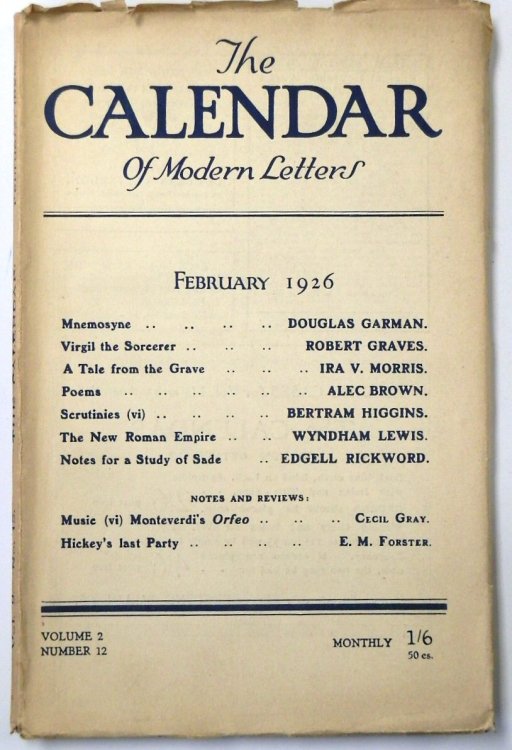 The
CALENDAR
Of Modern Letters
FEBRUARY 1926
Mnemosyne .. .. .. .. DOUGLAS GARMAN.
Virgil the Sorcerer .. .. .. ROBERT GRAVES.
A Tale from the Grave .. .. .. IRA V. MORRIS.
Poems .. .. .. .. .. .. ALEC BROWN.
Scrutinies (vi) .. .. .. .. BERTRAM HIGGINS.
The New Roman Empire .. .. WYNDHAM LEWIS.
Notes for a Study of Sade .. EDGELL RICKWORD.
NOTES AND REVIEWS:
Music (vi) Monteverdi's Orfeo .. .. .. CECIL GRAY.
Hickey's last Party .. .. .. .. E. M. FORSTER.
VOLUME 2
NUMBER 12
MONTHLY 1/6
50 cs.